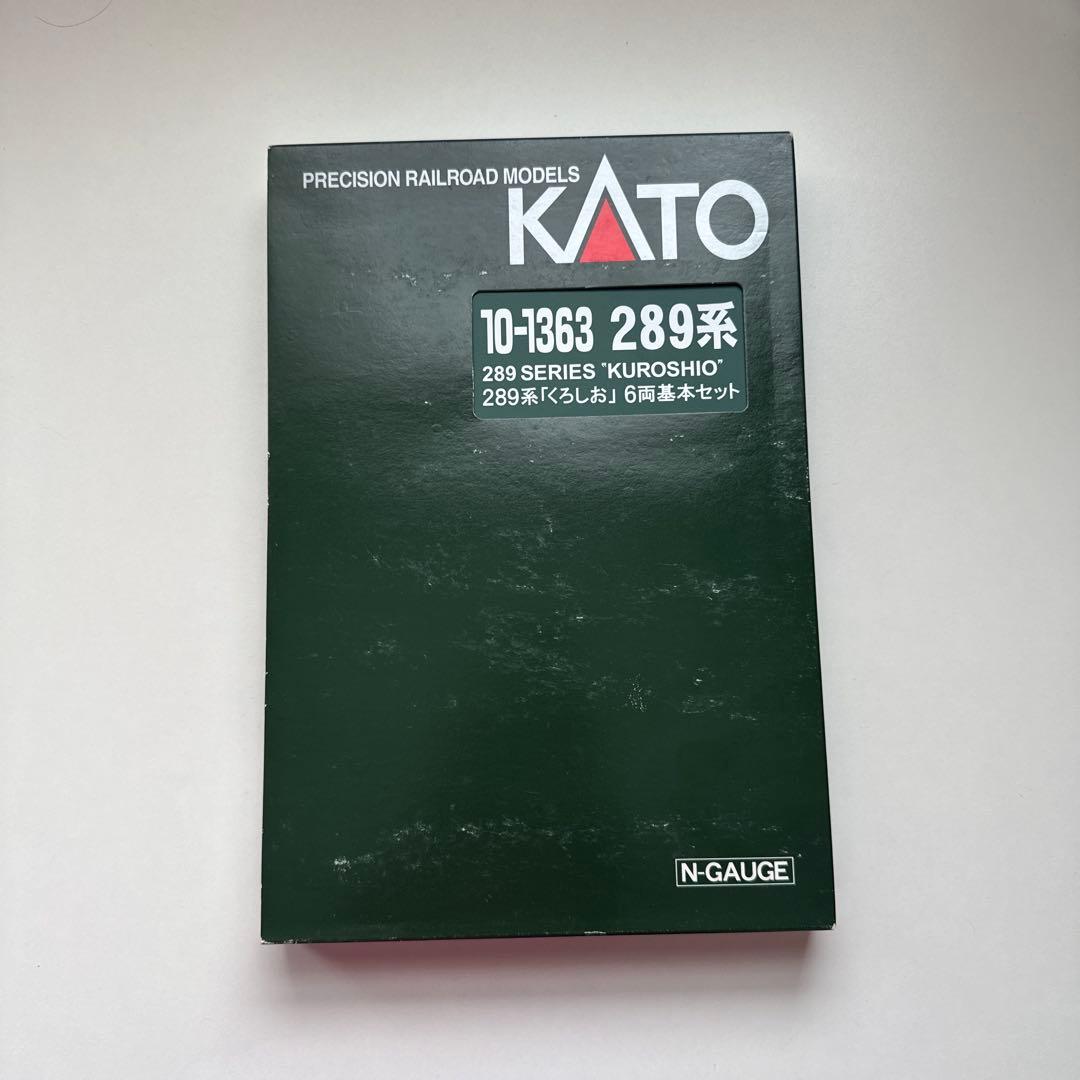 PRECISION RAILROAD MODELS
KATO
10-1363 289系
289 SERIES "KUROSHIO"
289系「くろしお」 6両基本セット
N-GAUGE